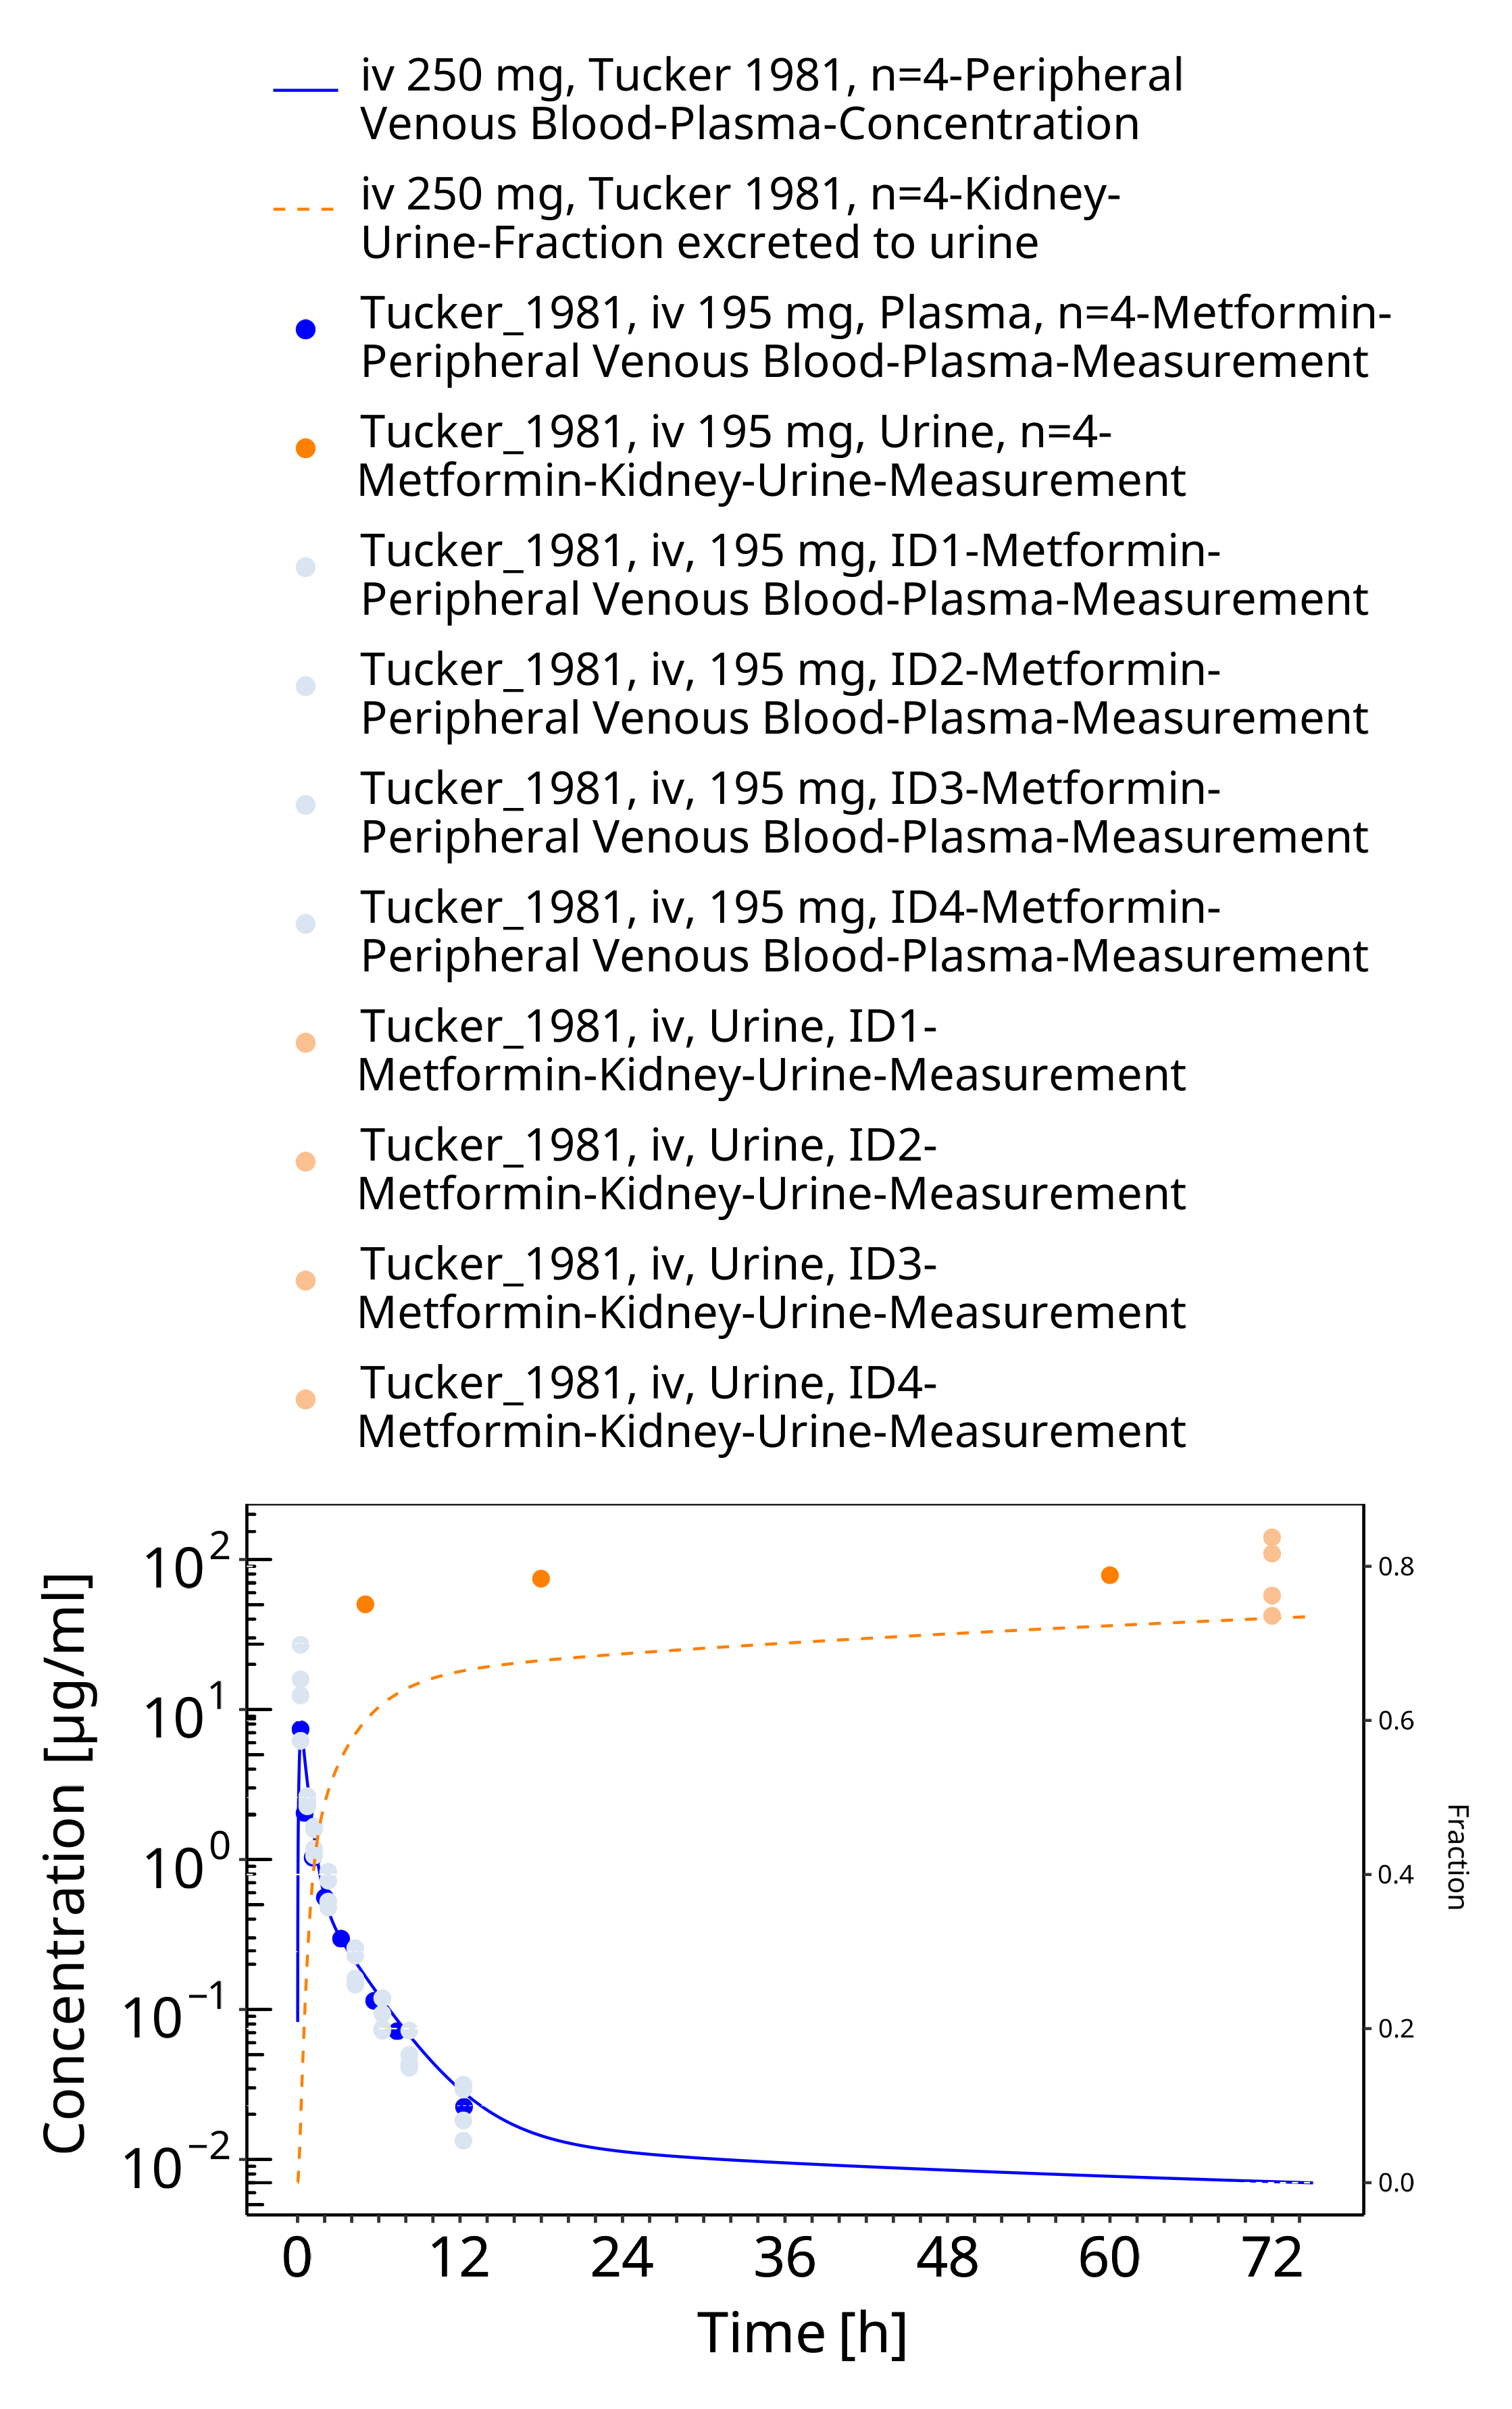 iv 250 mg, Tucker 1981, n=4-Peripheral
Venous Blood-Plasma-Concentration
iv 250 mg, Tucker 1981, n=4-Kidney-
Urine-Fraction excreted to urine
Tucker_1981, iv 195 mg, Plasma, n=4-Metformin-
Peripheral Venous Blood-Plasma-Measurement
Tucker_1981, iv 195 mg, Urine, n=4-
Metformin-Kidney-Urine-Measurement
Tucker_1981, iv, 195 mg, ID1-Metformin-
Peripheral Venous Blood-Plasma-Measurement
Tucker_1981, iv, 195 mg, ID2-Metformin-
Peripheral Venous Blood-Plasma-Measurement
Tucker_1981, iv, 195 mg, ID3-Metformin-
Peripheral Venous Blood-Plasma-Measurement
Tucker_1981, iv, 195 mg, ID4-Metformin-
Peripheral Venous Blood-Plasma-Measurement
Tucker_1981, iv, Urine, ID1-
Metformin-Kidney-Urine-Measurement
Tucker_1981, iv, Urine, ID2-
Metformin-Kidney-Urine-Measurement
Tucker_1981, iv, Urine, ID3-
Metformin-Kidney-Urine-Measurement
Tucker_1981, iv, Urine, ID4-
Metformin-Kidney-Urine-Measurement
Concentration [µg/ml]
10²
10¹
10⁰
10⁻¹
10⁻²
0.8
0.6
0.4
0.2
0.0
Fraction
0 12 24 36 48 60 72
Time [h]